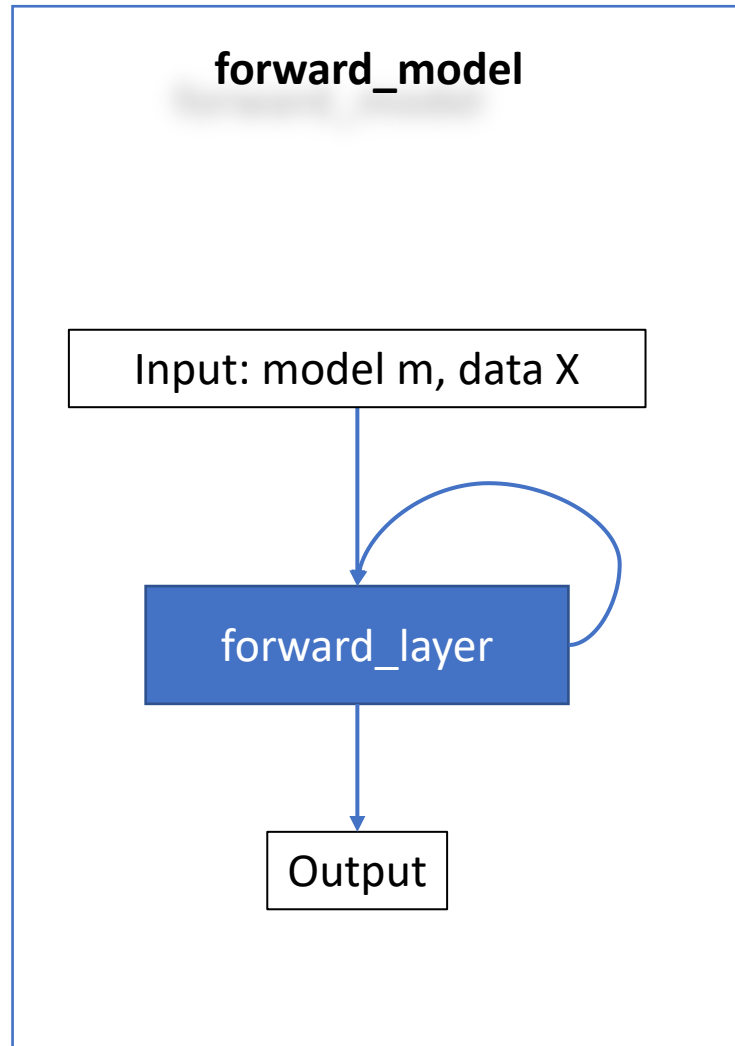 forward_model
Input: model m, data X
forward_layer
Output